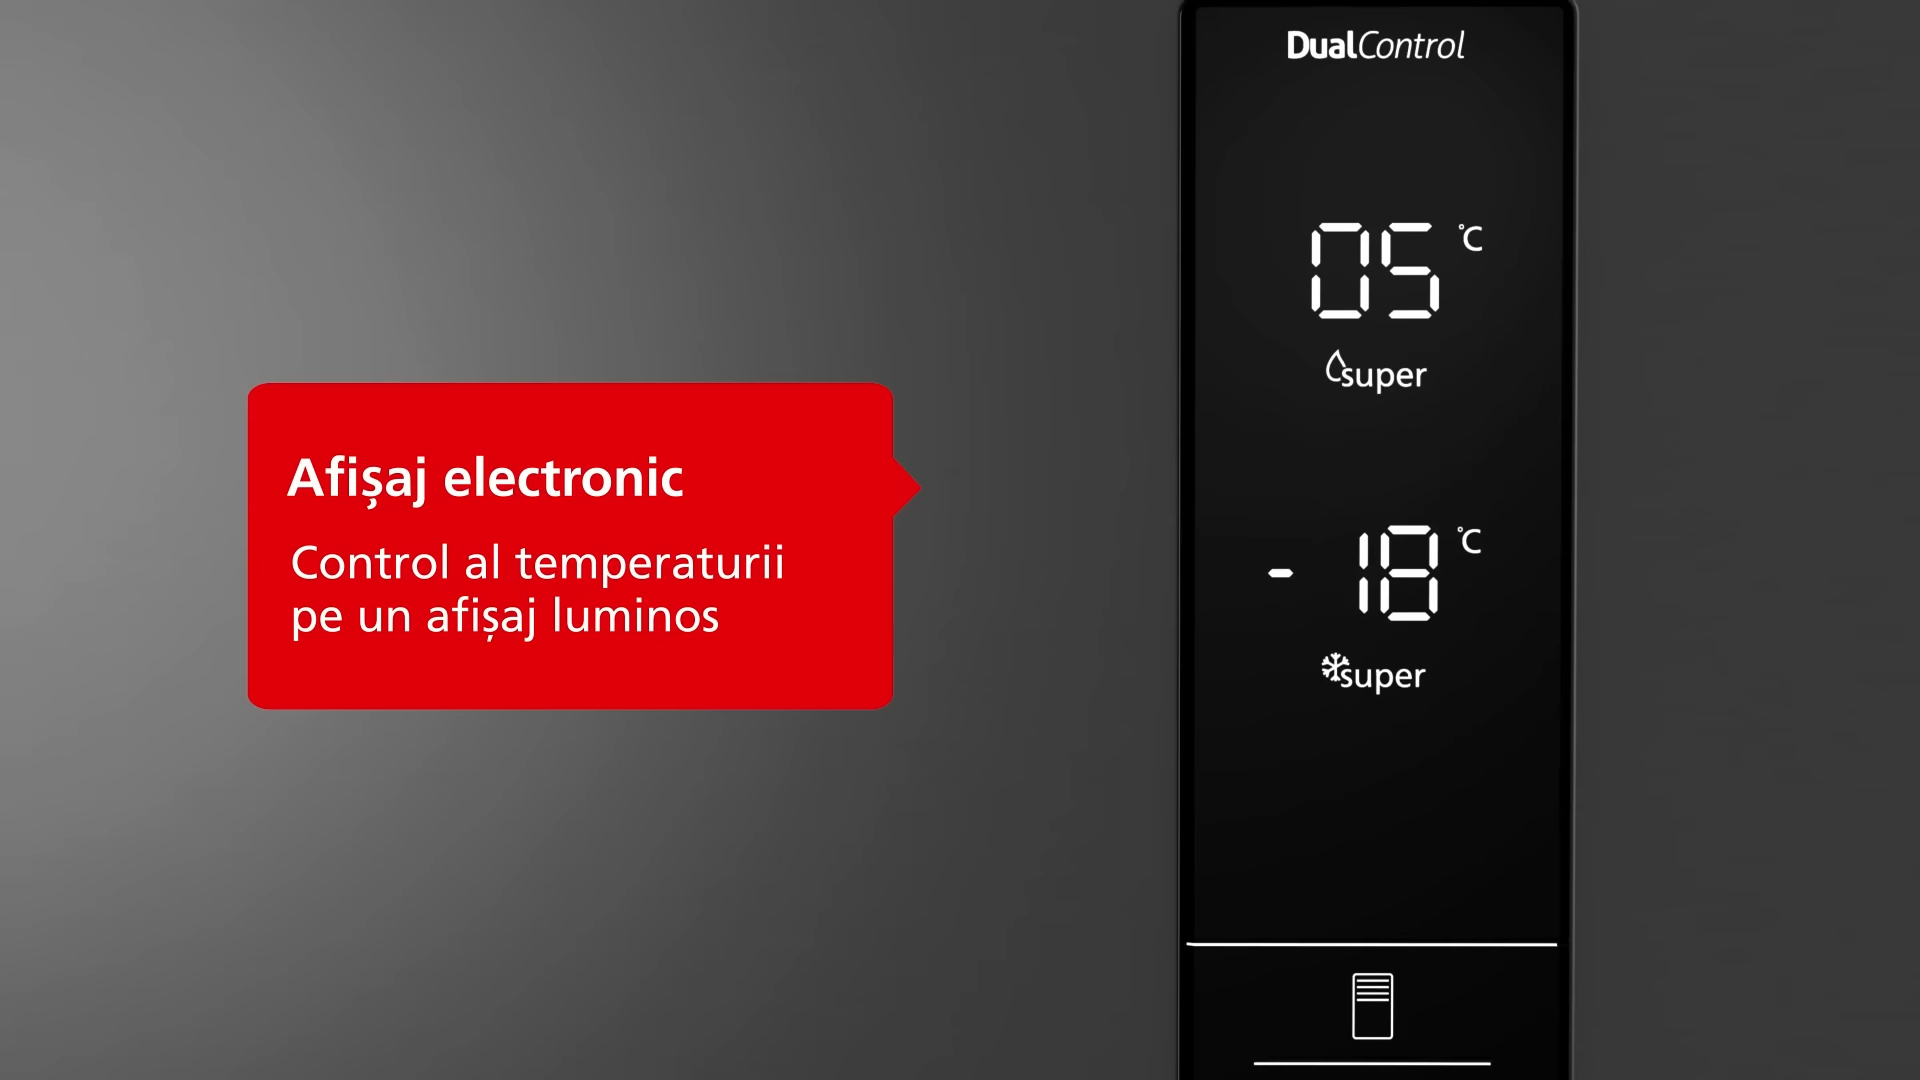 DualControl
05 °C
super
Afișaj electronic
Control al temperaturii
pe un afișaj luminos
- 18 °C
super